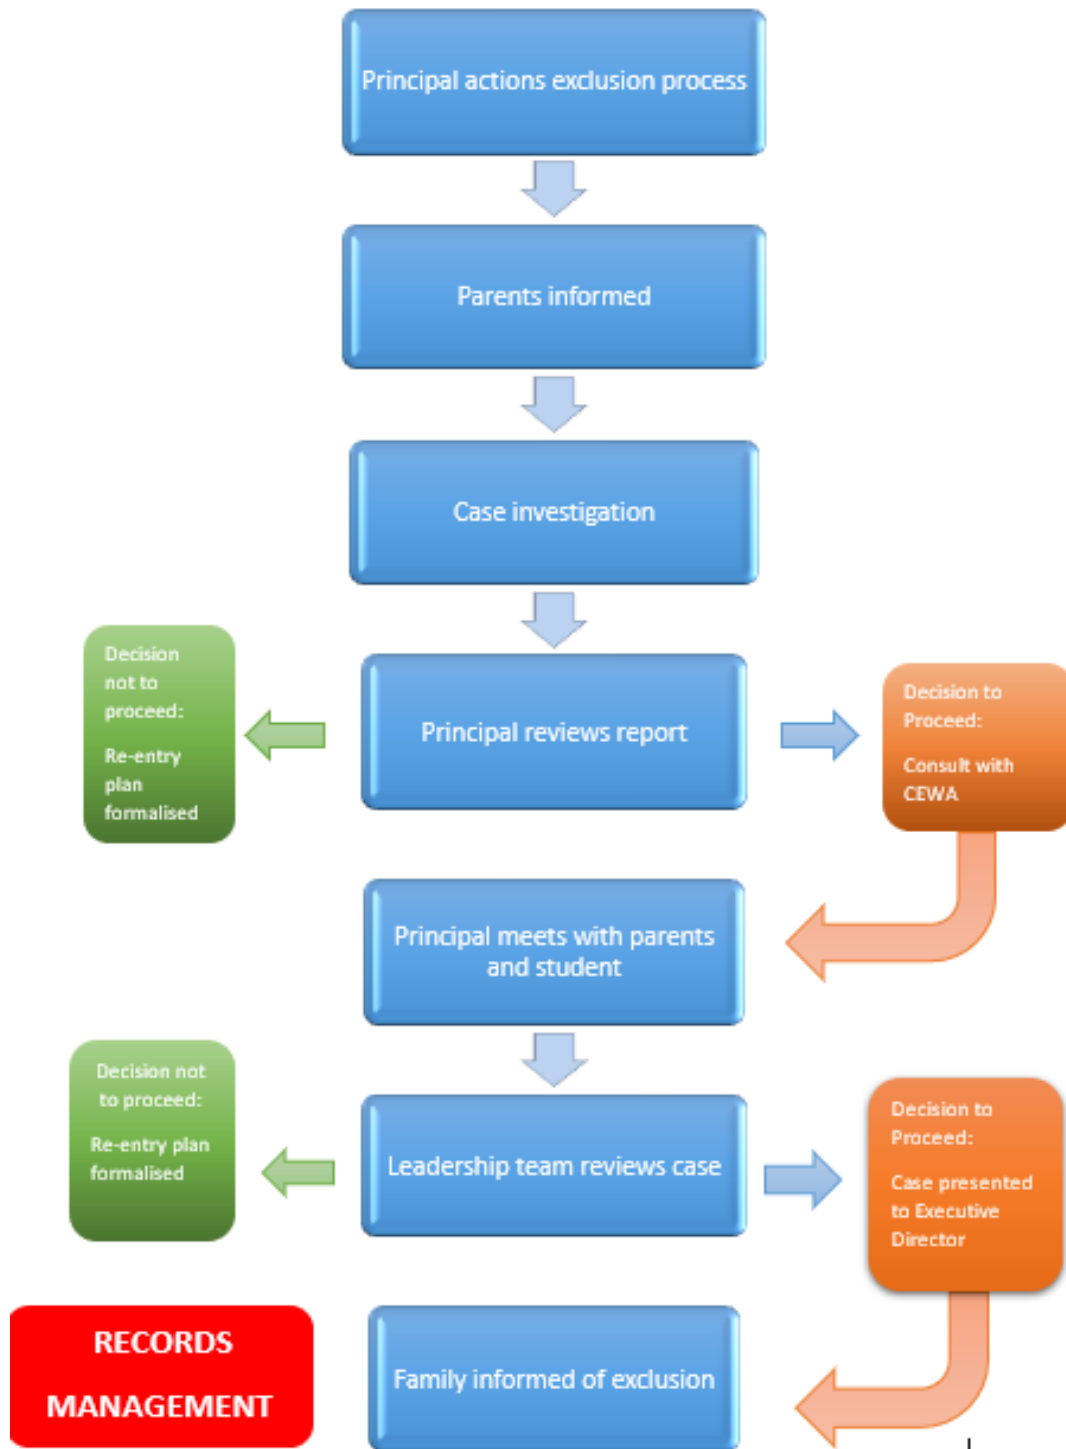 Principal actions exclusion process
Parents informed
Case investigation
Decision
not to
proceed:
Re-entry
plan
formalised
Principal reviews report
Decision to
Proceed:
Consult with
CEWA
Principal meets with parents
and student
Decision not
to proceed:
Re-entry plan
formalised
Leadership team reviews case
Decision to
Proceed:
Case presented
to Executive
Director
RECORDS
MANAGEMENT
Family informed of exclusion